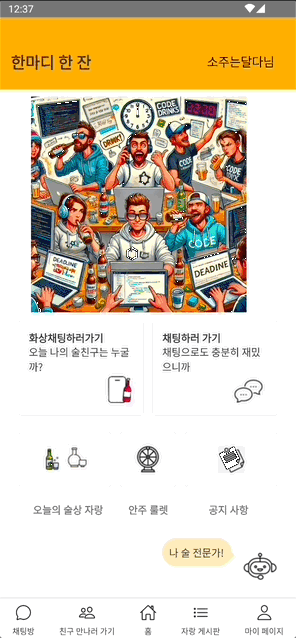 12:37
한마디 한 잔
소주는달다님
CODE DRINKS
DRINK!
CODE
DEADLINE
DEADINE
화상채팅하러가기
오늘 나의 술친구는 누굴
까?
채팅하러 가기
채팅으로도 충분히 재밌
으니까
오늘의 술상 자랑
안주 룰렛
공지 사항
나 술 전문가!
채팅방
친구 만나러 가기
홈
자랑 게시판
마이 페이지